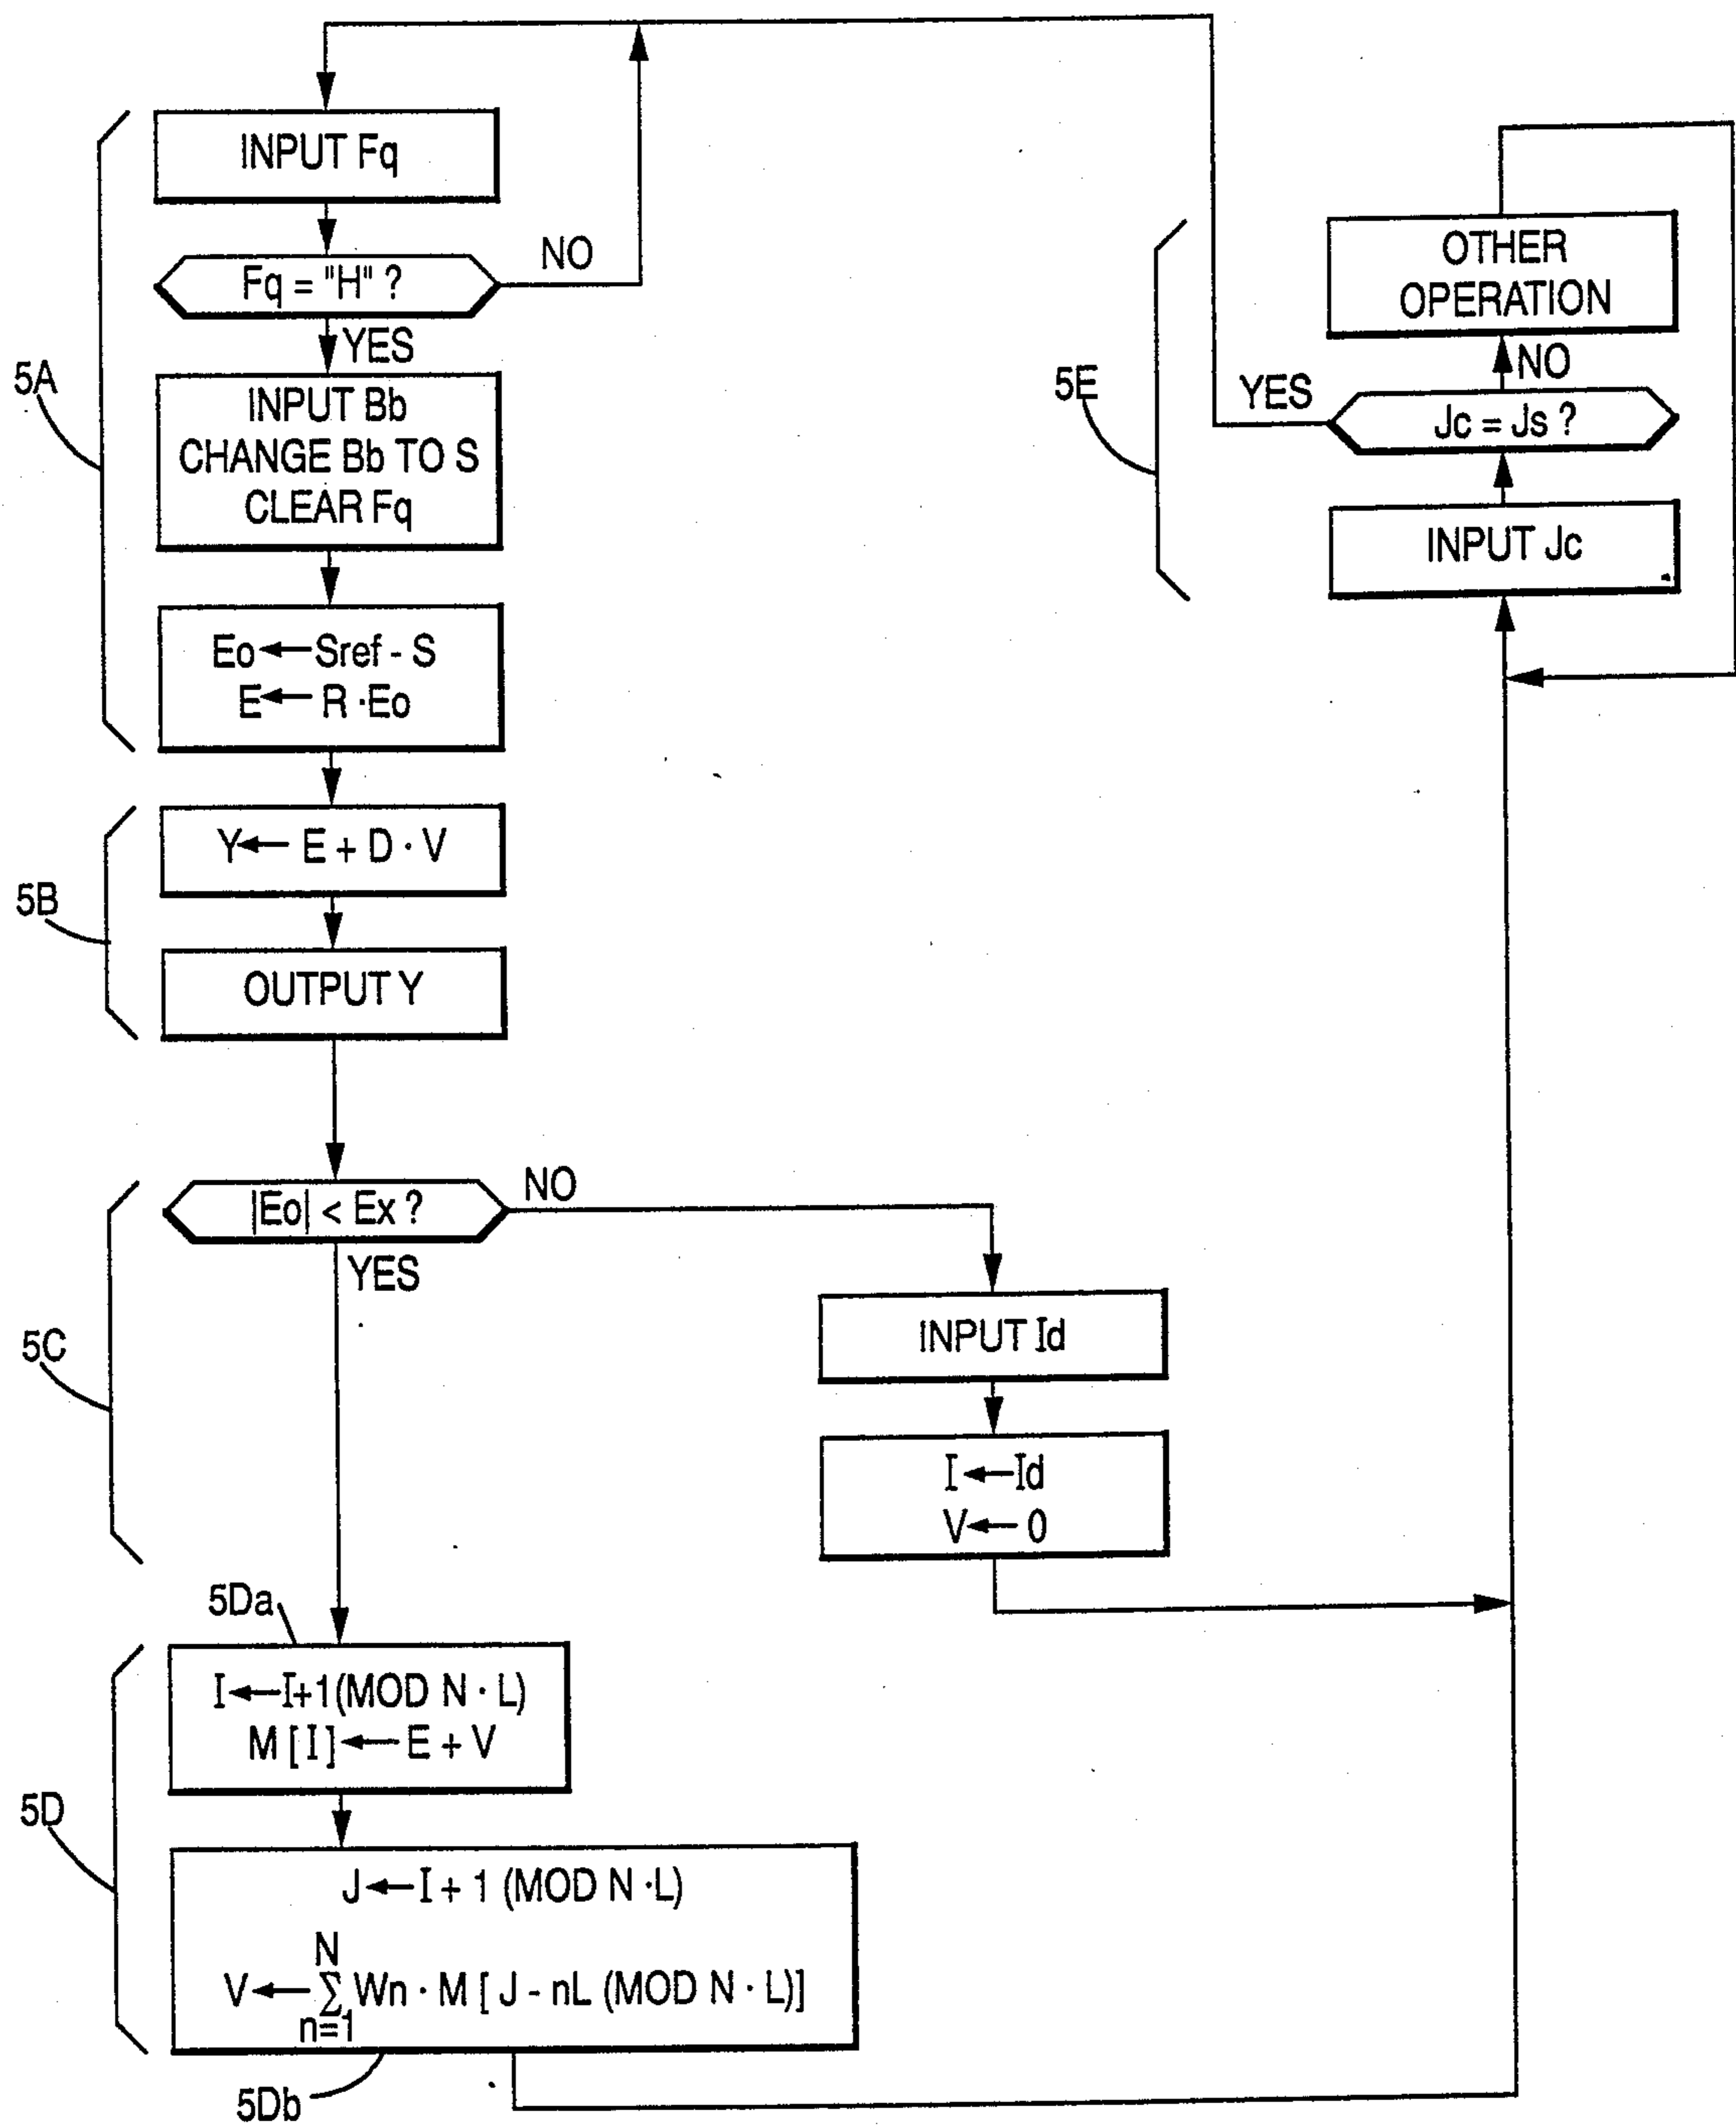 INPUT Fq
Fq = "H" ?
NO
YES
INPUT Bb
CHANGE Bb TO S
CLEAR Fq
5A
Eo ← Sref - S
E ← R · Eo
Y ← E + D · V
5B
OUTPUT Y
|Eo| < Ex ?
NO
YES
5C
INPUT Id
I ← Id
V ← 0
5Da
I ← I+1 (MOD N · L)
M [ I ] ← E + V
5D
J ← I + 1 (MOD N · L)
N
V ← Σ Wn · M [ J - nL (MOD N · L)]
n=1
5Db
OTHER
OPERATION
NO
YES
5E
Jc = Js ?
INPUT Jc